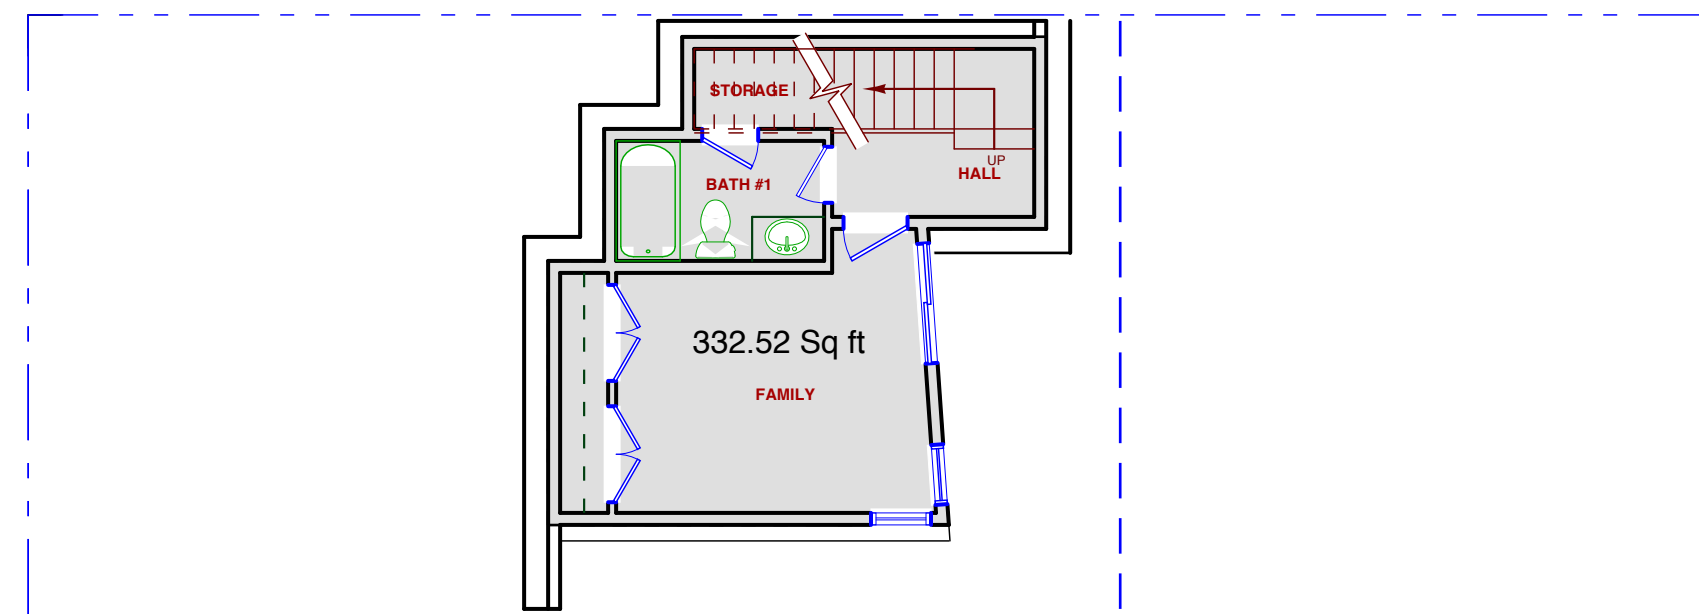 STORAGE
UP
HALL
BATH #1
332.52 Sq ft
FAMILY